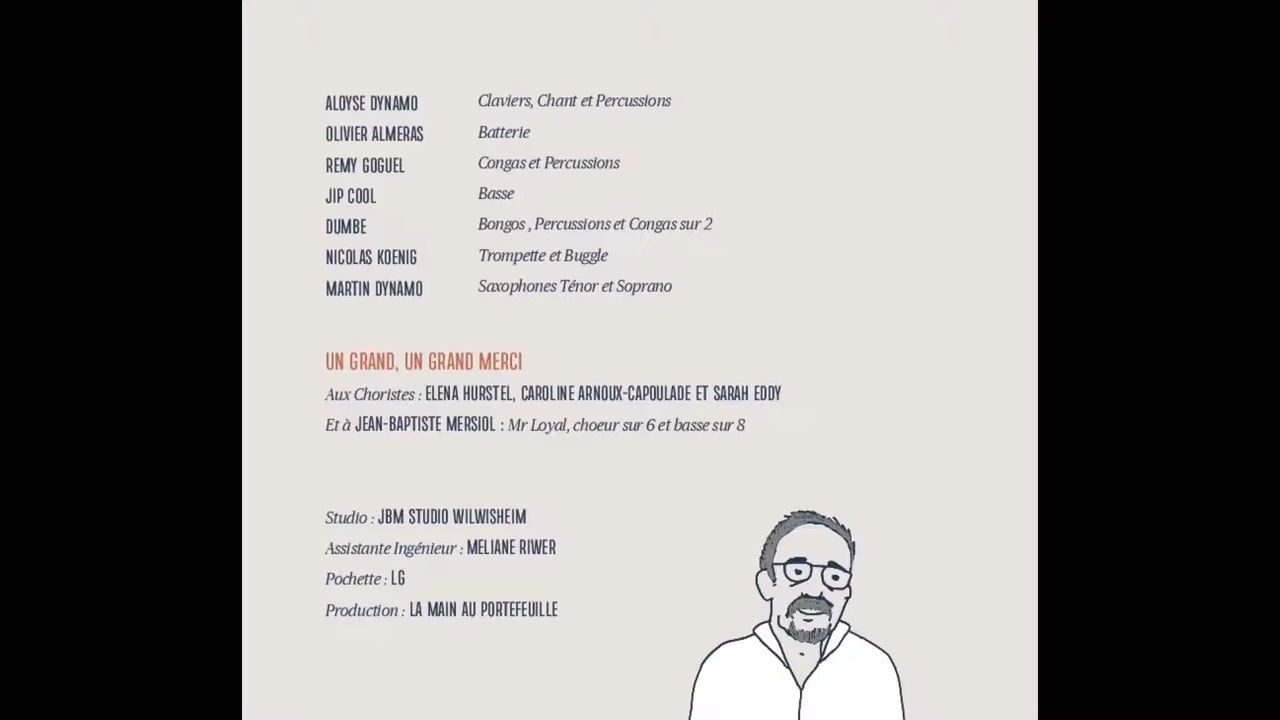 ALOYSE DYNAMO Claviers, Chant et Percussions
OLIVIER ALMERAS Batterie
REMY GOGUEL Congas et Percussions
JIP COOL Basse
DUMBE Bongos , Percussions et Congas sur 2
NICOLAS KOENIG Trompette et Buggle
MARTIN DYNAMO Saxophones Ténor et Soprano
UN GRAND, UN GRAND MERCI
Aux Choristes : ELENA HURSTEL, CAROLINE ARNOUX-CAPOULADE ET SARAH EDDY
Et à JEAN-BAPTISTE MERSIOL : Mr Loyal, choeur sur 6 et basse sur 8
Studio : JBM STUDIO WILWISHEIM
Assistante Ingénieur : MELIANE RIWER
Pochette : LG
Production : LA MAIN AU PORTEFEUILLE